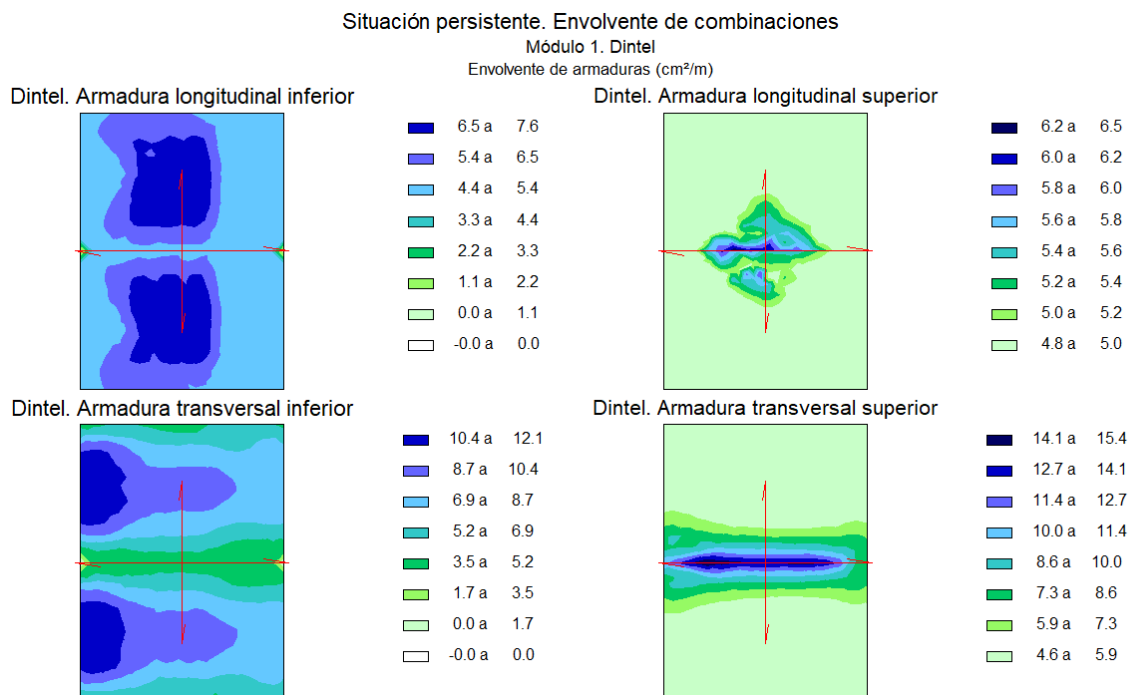 Situación persistente. Envolvente de combinaciones
Módulo 1. Dintel
Envolvente de armaduras (cm²/m)
Dintel. Armadura longitudinal inferior
6.5 a 7.6
5.4 a 6.5
4.4 a 5.4
3.3 a 4.4
2.2 a 3.3
1.1 a 2.2
0.0 a 1.1
-0.0 a 0.0
Dintel. Armadura longitudinal superior
6.2 a 6.5
6.0 a 6.2
5.8 a 6.0
5.6 a 5.8
5.4 a 5.6
5.2 a 5.4
5.0 a 5.2
4.8 a 5.0
Dintel. Armadura transversal inferior
10.4 a 12.1
8.7 a 10.4
6.9 a 8.7
5.2 a 6.9
3.5 a 5.2
1.7 a 3.5
0.0 a 1.7
-0.0 a 0.0
Dintel. Armadura transversal superior
14.1 a 15.4
12.7 a 14.1
11.4 a 12.7
10.0 a 11.4
8.6 a 10.0
7.3 a 8.6
5.9 a 7.3
4.6 a 5.9